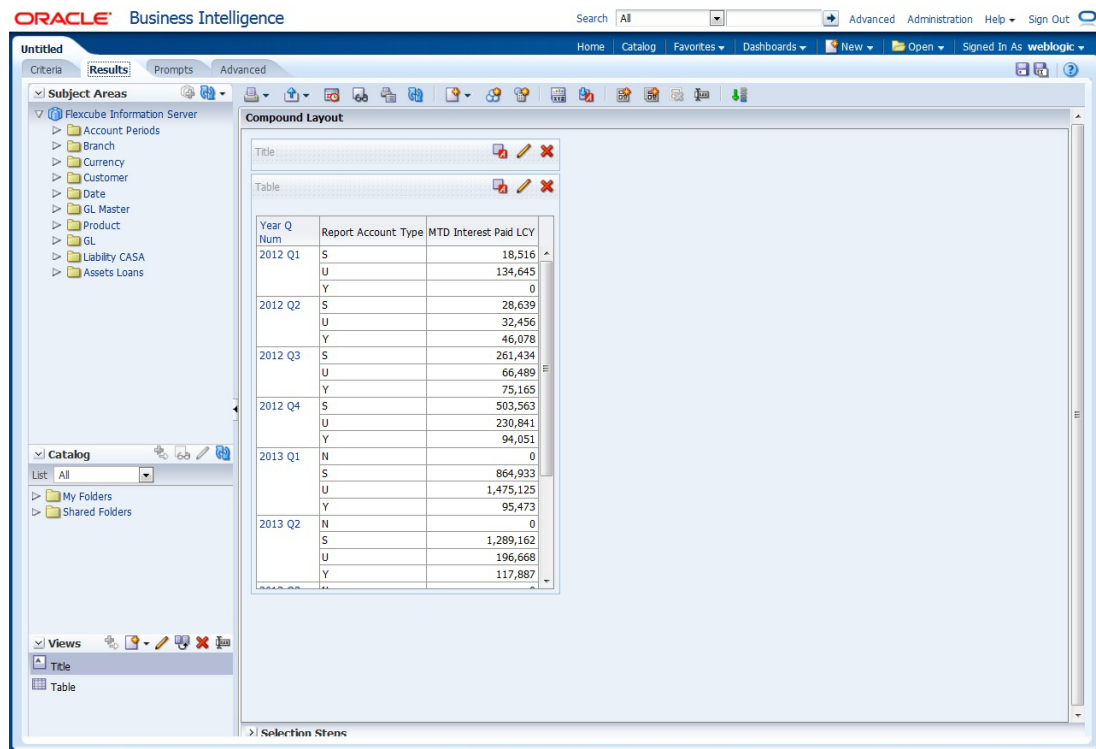 ORACLE Business Intelligence
Search All Advanced Administration Help Sign Out
Untitled
Home Catalog Favorites Dashboards New Open Signed In As weblogic
Criteria Results Prompts Advanced
Subject Areas
Flexcube Information Server
Account Periods
Branch
Currency
Customer
Date
GL Master
Product
GL
Liability CASA
Assets Loans
Catalog
List All
My Folders
Shared Folders
Views
Title
Table
Compound Layout
Title
Table
Year Q Num Report Account Type MTD Interest Paid LCY
2012 Q1 S 18,516
U 134,645
Y 0
2012 Q2 S 28,639
U 32,456
Y 46,078
2012 Q3 S 261,434
U 66,489
Y 75,165
2012 Q4 S 503,563
U 230,841
Y 94,051
2013 Q1 N 0
S 864,933
U 1,475,125
Y 95,473
2013 Q2 N 0
S 1,289,162
U 196,668
Y 117,887
Selection Steps